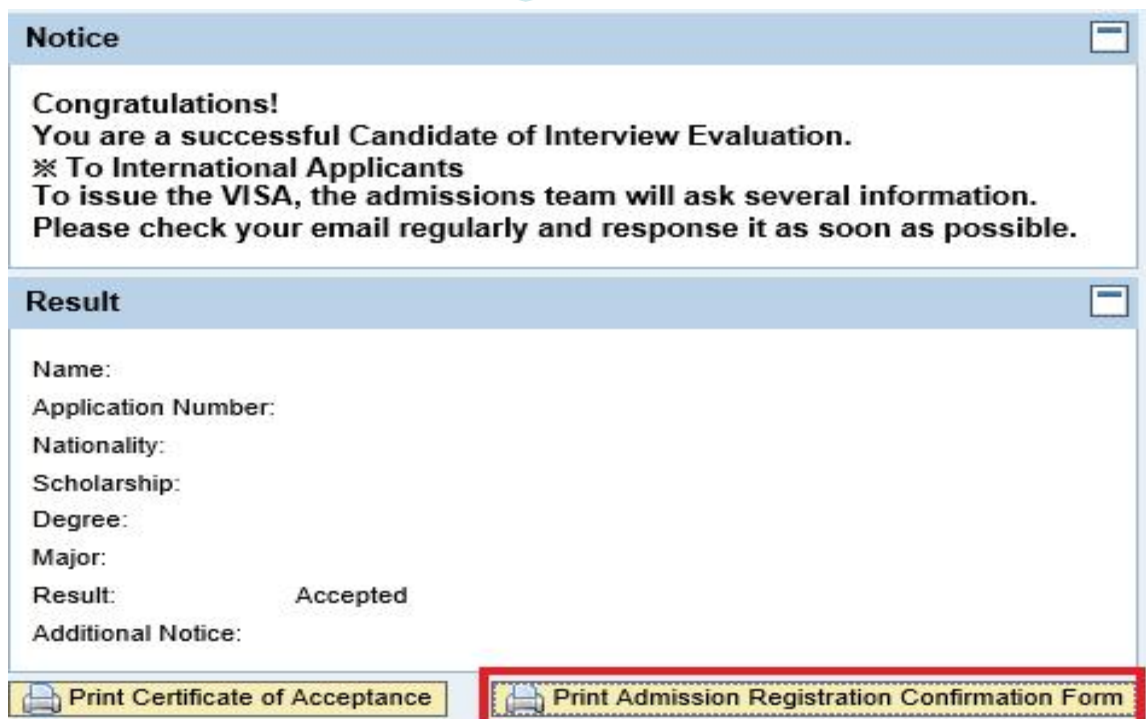 Notice
Congratulations!
You are a successful Candidate of Interview Evaluation.
※ To International Applicants
To issue the VISA, the admissions team will ask several information.
Please check your email regularly and response it as soon as possible.
Result
Name:
Application Number:
Nationality:
Scholarship:
Degree:
Major:
Result: Accepted
Additional Notice:
Print Certificate of Acceptance Print Admission Registration Confirmation Form